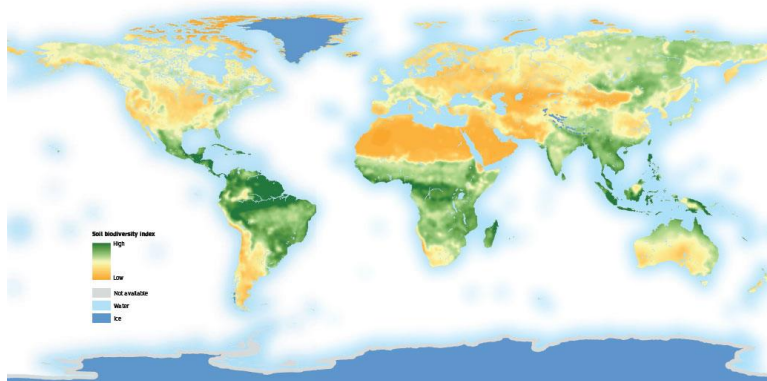 Soil biodiversity index
High
Low
Not available
Water
Ice